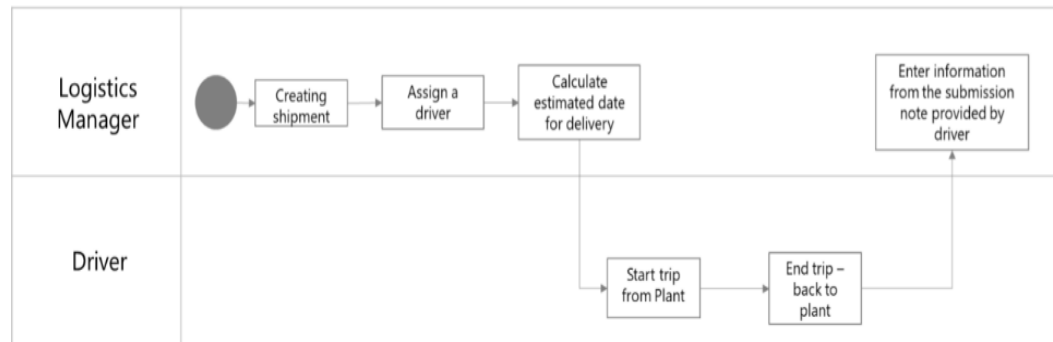 Logistics
Manager
Creating
shipment
Assign a
driver
Calculate
estimated date
for delivery
Enter information
from the submission
note provided by
driver
Driver
Start trip
from Plant
End trip –
back to
plant